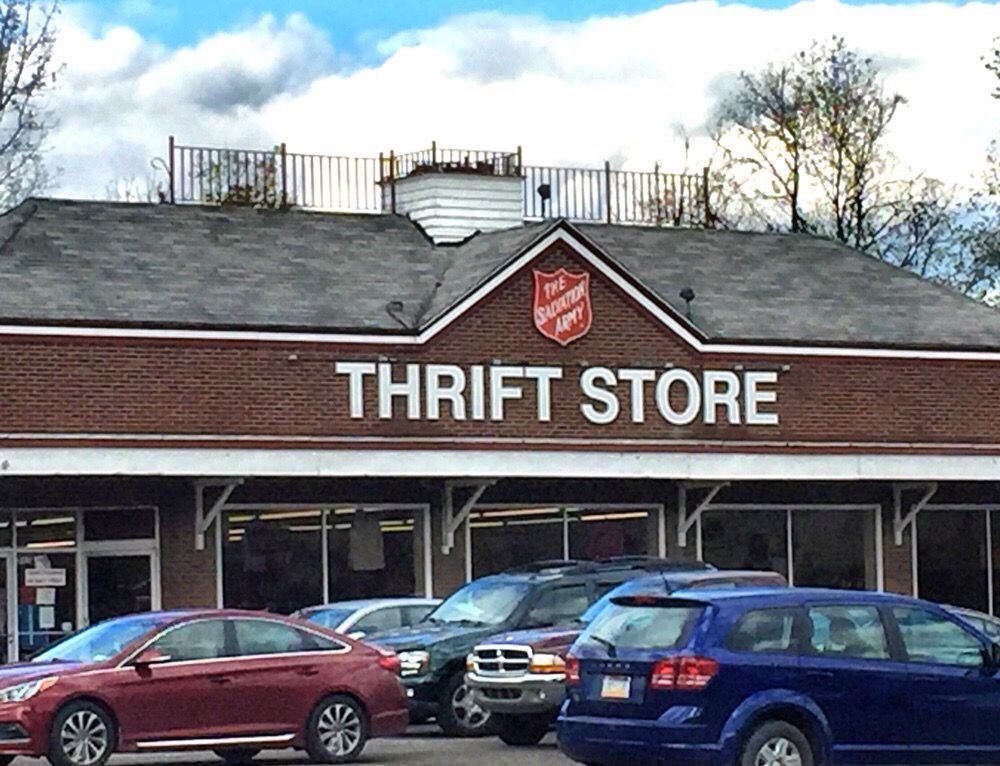 THE
SALVATION
ARMY
THRIFT STORE